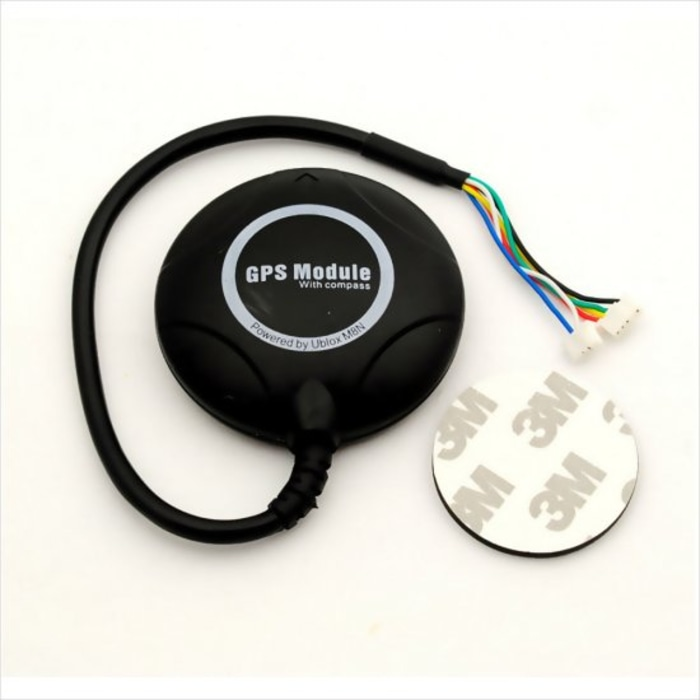 GPS Module
With compass
Powered by Ublox M8N
3M
3M
3M
3M